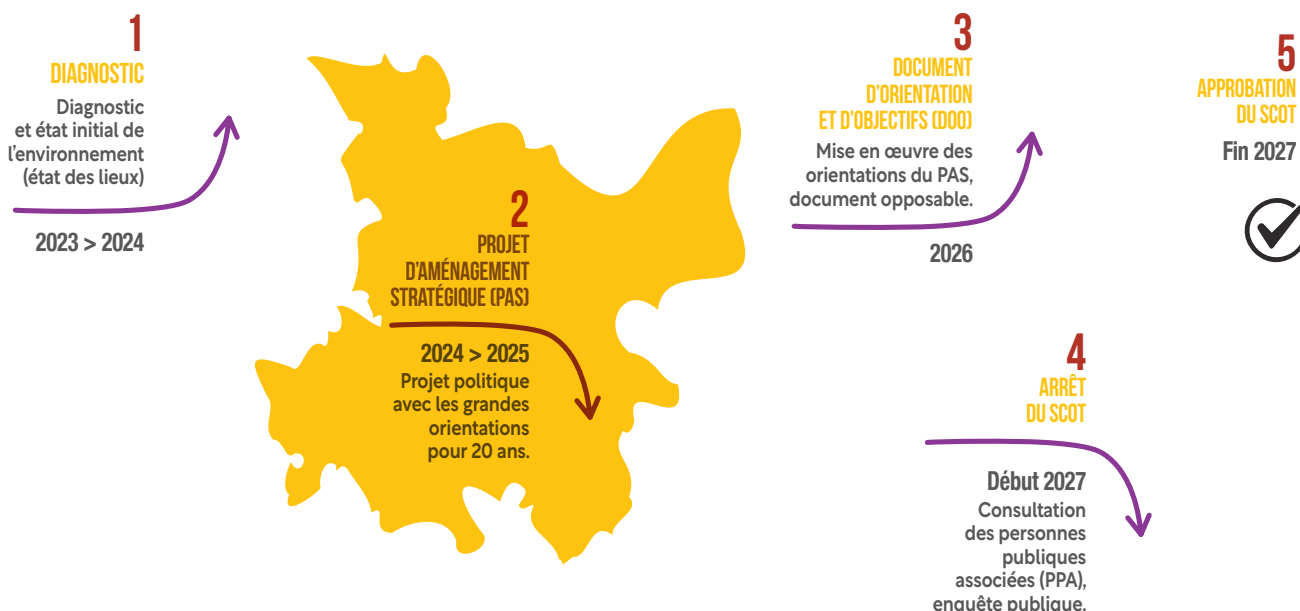 1
DIAGNOSTIC
Diagnostic
et état initial de
l'environnement
(état des lieux)
2023 > 2024
2
PROJET
D'AMÉNAGEMENT
STRATÉGIQUE (PAS)
2024 > 2025
Projet politique
avec les grandes
orientations
pour 20 ans.
3
DOCUMENT
D'ORIENTATION
ET D'OBJECTIFS (DOO)
Mise en œuvre des
orientations du PAS,
document opposable.
2026
4
ARRÊT
DU SCOT
Début 2027
Consultation
des personnes
publiques
associées (PPA),
enquête publique.
5
APPROBATION
DU SCOT
Fin 2027